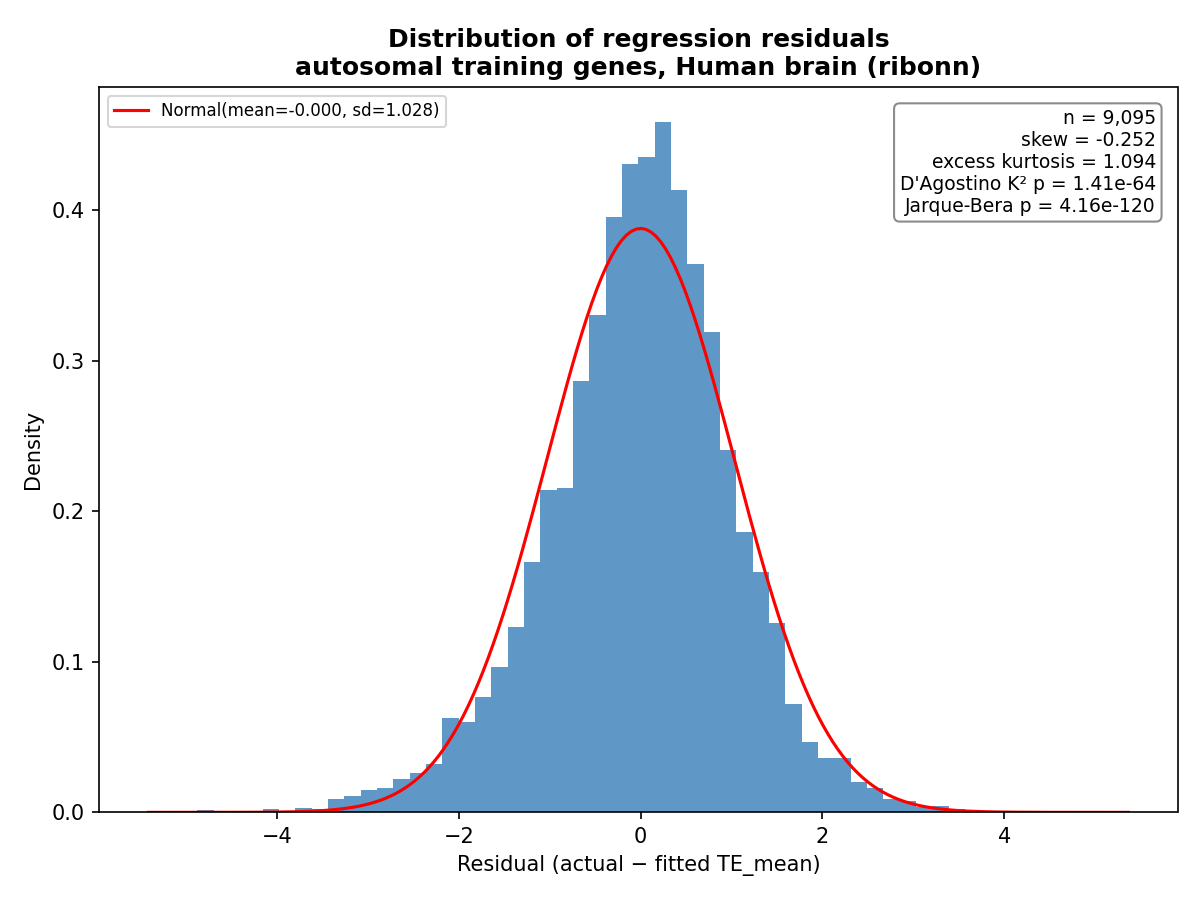 Distribution of regression residuals
autosomal training genes, Human brain (ribonn)
Normal(mean=-0.000, sd=1.028)
n = 9,095
skew = -0.252
excess kurtosis = 1.094
D'Agostino K² p = 1.41e-64
Jarque-Bera p = 4.16e-120
Density
0.4
0.3
0.2
0.1
0.0
−4
−2
0
2
4
Residual (actual − fitted TE_mean)